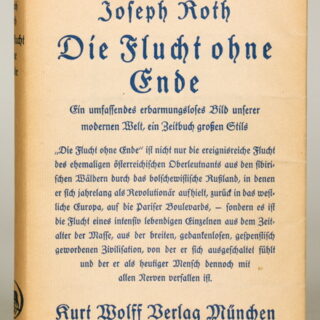 Joseph Roth
Die Flucht ohne
Ende
Ein umfassendes erbarmungsloses Bild unserer
modernen Welt, ein Zeitbuch großen Stils
„Die Flucht ohne Ende“ ist nicht nur die ereignisreiche Flucht
des ehemaligen österreichischen Oberleutnants aus den sibiri-
schen Wäldern durch das bolschewistische Rußland, in denen
er sich jahrelang als Revolutionär aufhielt, zurück in das west-
liche Europa, auf die Pariser Boulevards, – sondern es ist
die Flucht eines intensiv lebendigen Einzelnen aus dem Zeit-
alter der Masse, aus der breiten, gedankenlosen, gespenstisch
gewordenen Zivilisation, von der er sich ausgeschaltet fühlt
und der er als heutiger Mensch dennoch mit
allen Nerven verfallen ist.
Kurt Wolff Verlag München